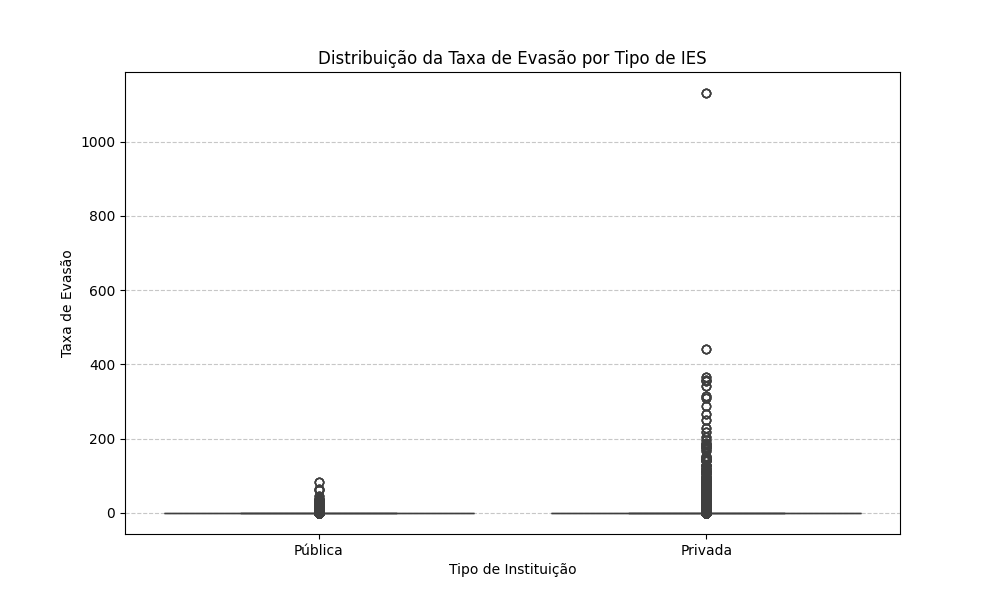 Distribuição da Taxa de Evasão por Tipo de IES
1000
800
600
400
200
0
Taxa de Evasão
Pública
Privada
Tipo de Instituição